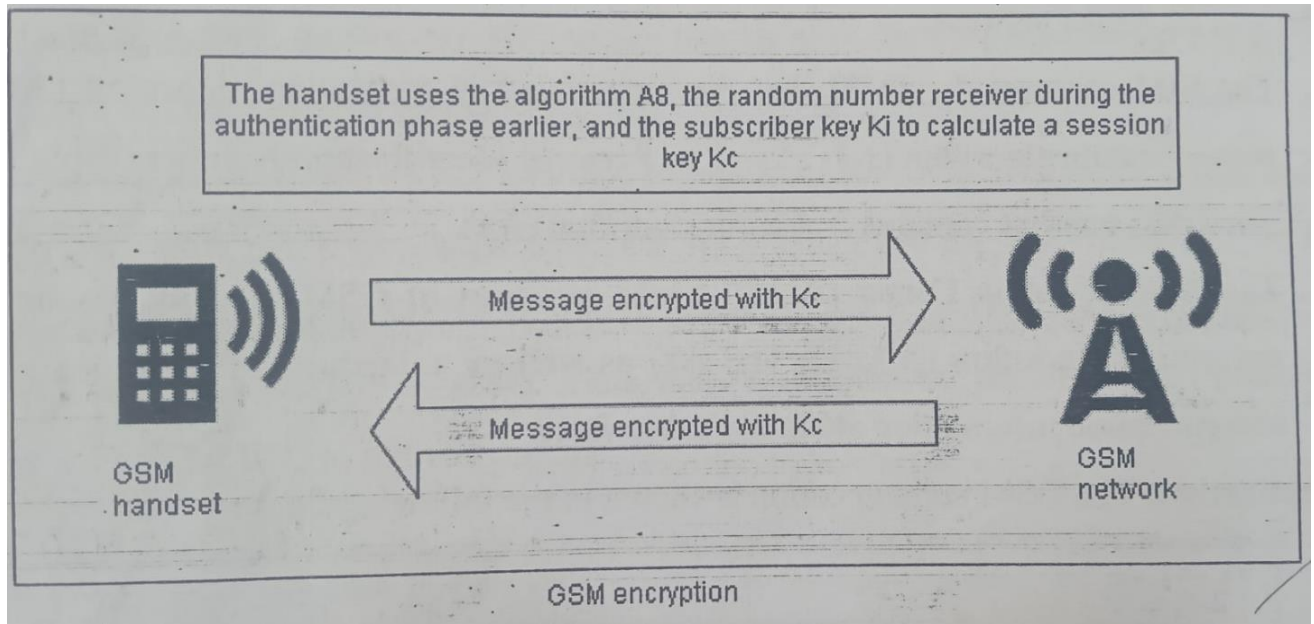 The handset uses the algorithm A8, the random number receiver during the
authentication phase earlier, and the subscriber key Ki to calculate a session
key Kc
Message encrypted with Kc
Message encrypted with Kc
GSM
handset
GSM
network
GSM encryption